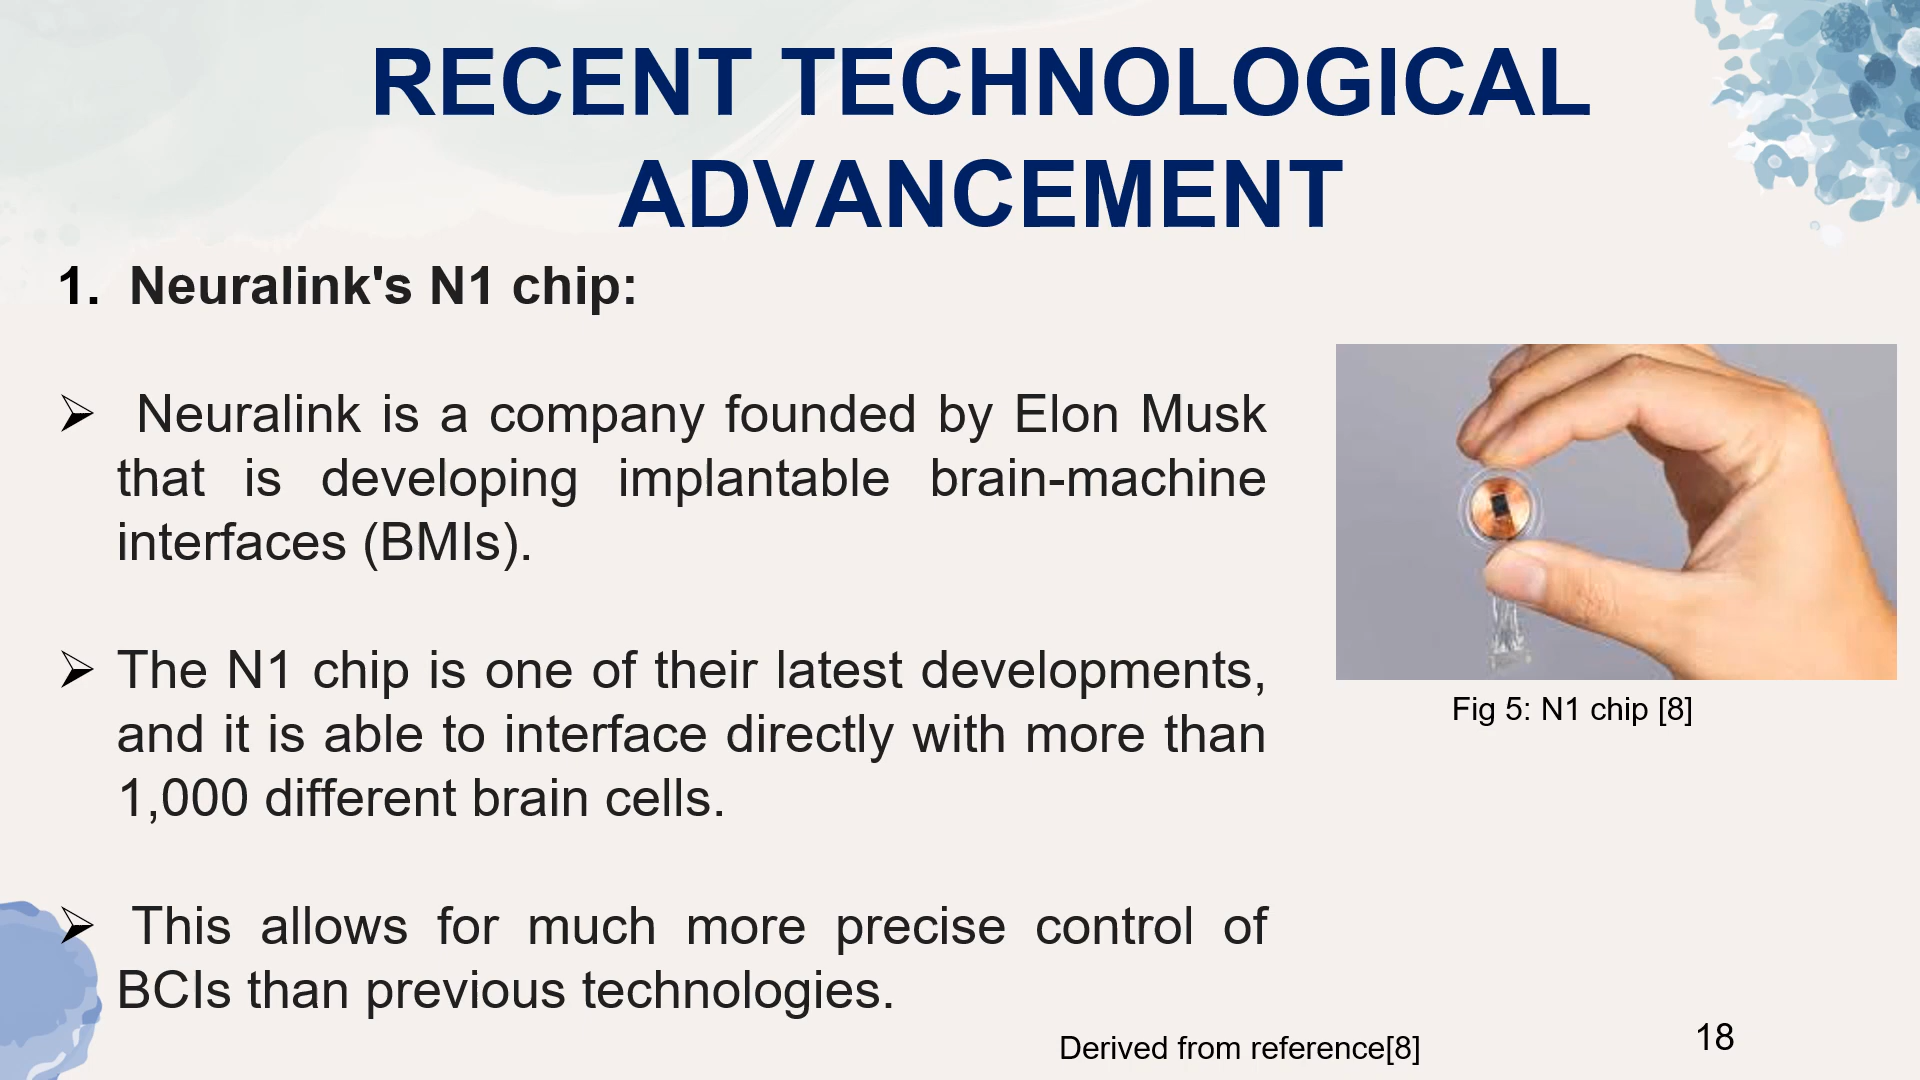 RECENT TECHNOLOGICAL
ADVANCEMENT
1. Neuralink's N1 chip:
➢ Neuralink is a company founded by Elon Musk
that is developing implantable brain-machine
interfaces (BMIs).
➢ The N1 chip is one of their latest developments,
and it is able to interface directly with more than
1,000 different brain cells.
➢ This allows for much more precise control of
BCIs than previous technologies.
Fig 5: N1 chip [8]
Derived from reference[8]
18